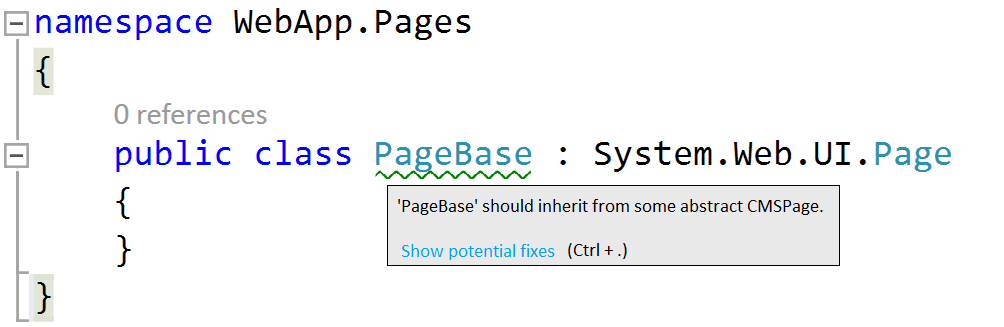 namespace WebApp.Pages
{
0 references
public class PageBase : System.Web.UI.Page
{
'PageBase' should inherit from some abstract CMSPage.
}
Show potential fixes (Ctrl + .)
}